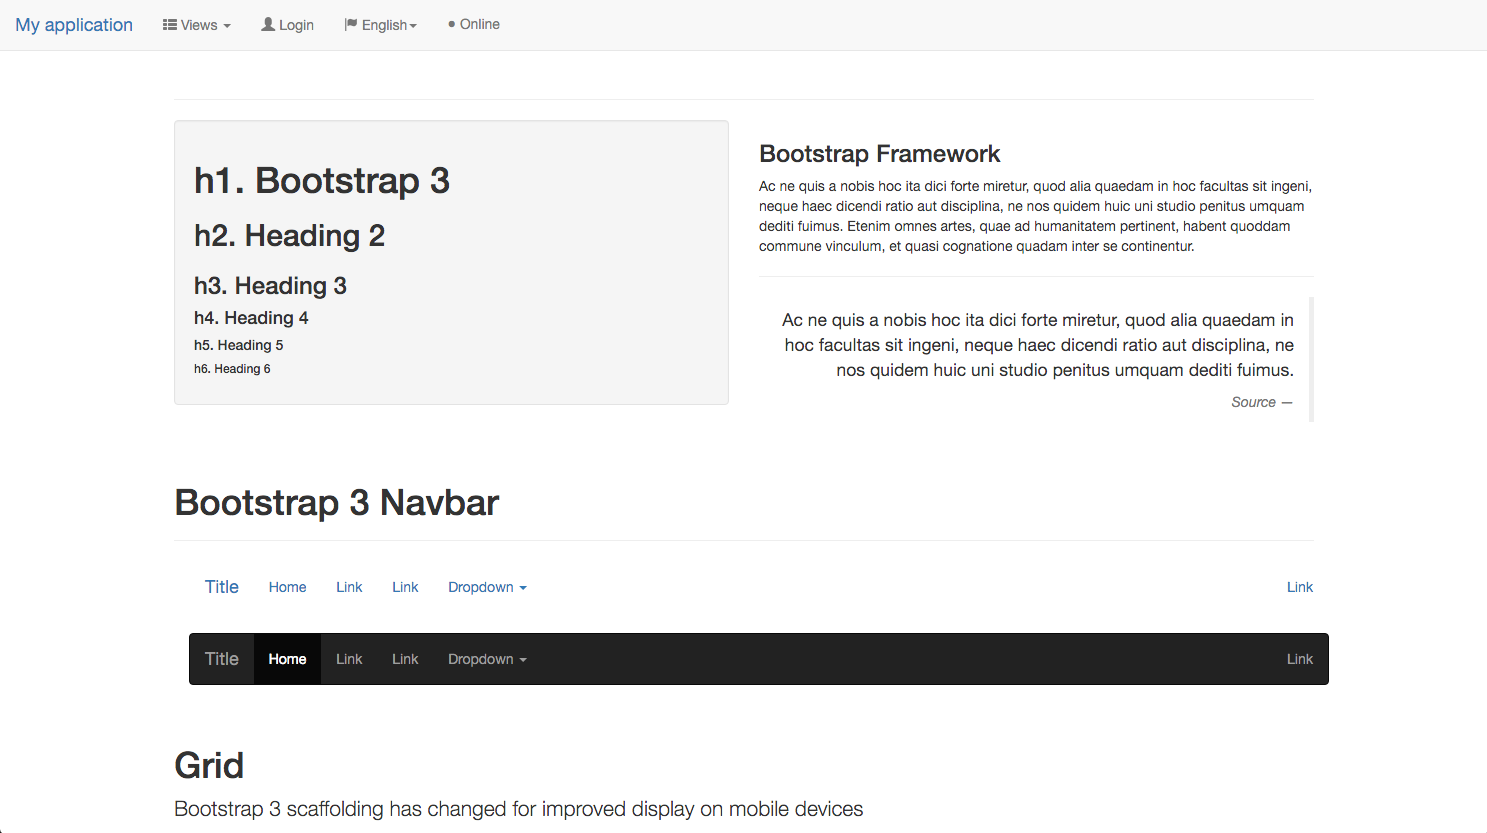 My application Views Login English Online
h1. Bootstrap 3
h2. Heading 2
h3. Heading 3
h4. Heading 4
h5. Heading 5
h6. Heading 6
Bootstrap Framework
Ac ne quis a nobis hoc ita dici forte miretur, quod alia quaedam in hoc facultas sit ingeni,
neque haec dicendi ratio aut disciplina, ne nos quidem huic uni studio penitus umquam
dediti fuimus. Etenim omnes artes, quae ad humanitatem pertinent, habent quoddam
commune vinculum, et quasi cognatione quadam inter se continentur.
Ac ne quis a nobis hoc ita dici forte miretur, quod alia quaedam in
hoc facultas sit ingeni, neque haec dicendi ratio aut disciplina, ne
nos quidem huic uni studio penitus umquam dediti fuimus.
Source —
Bootstrap 3 Navbar
Title Home Link Link Dropdown Link
Title Home Link Link Dropdown Link
Grid
Bootstrap 3 scaffolding has changed for improved display on mobile devices